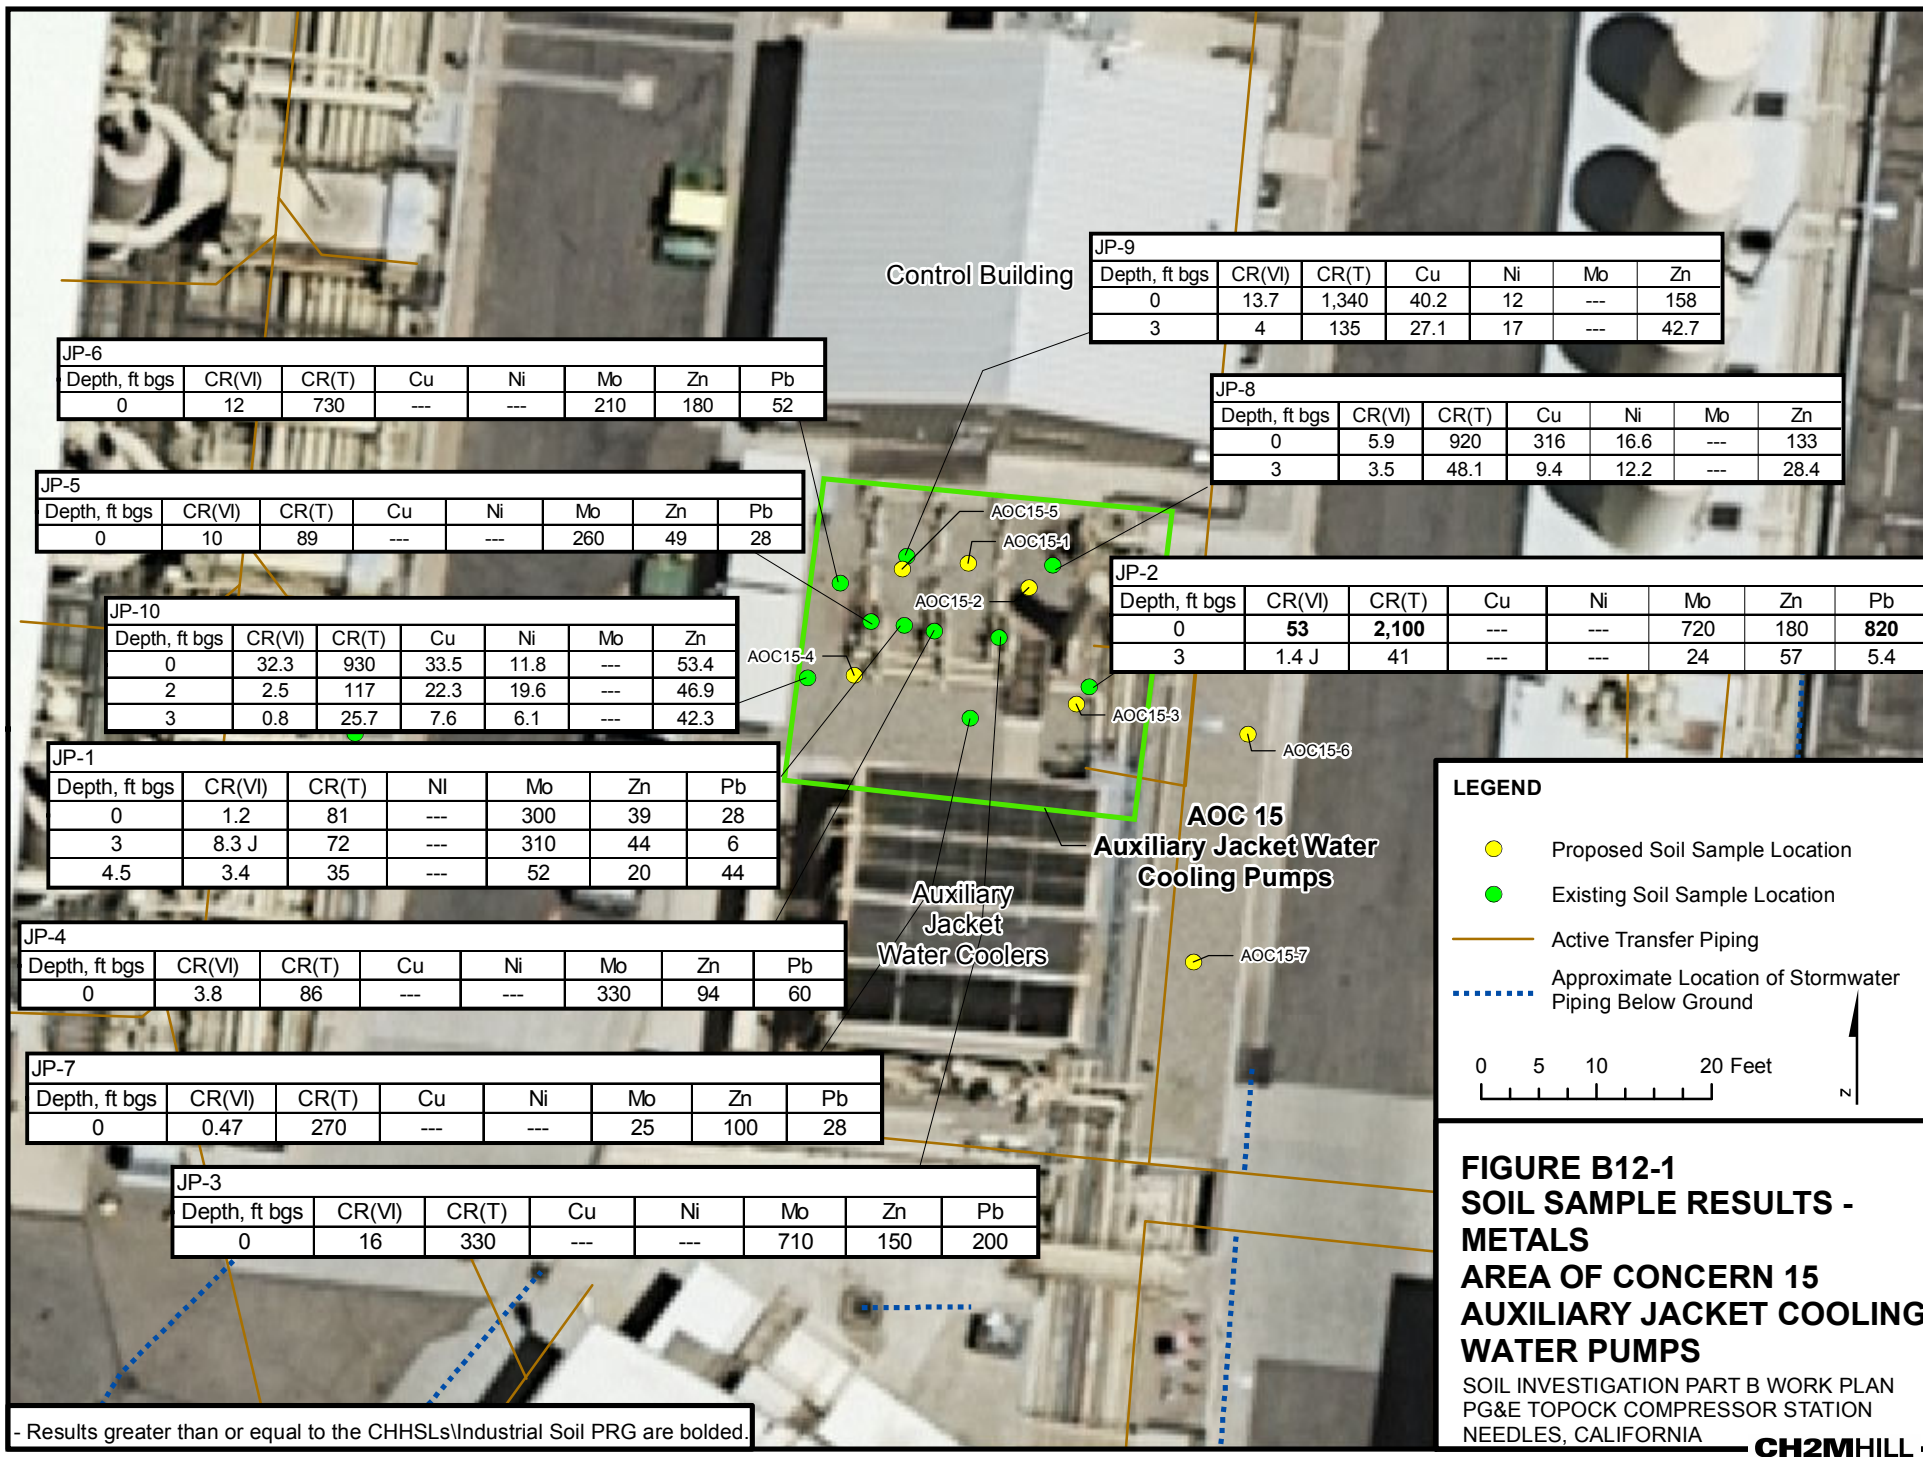 Control Building
JP-9
Depth, ft bgs CR(VI) CR(T) Cu Ni Mo Zn
0 13.7 1,340 40.2 12 --- 158
3 4 135 27.1 17 --- 42.7
JP-6
Depth, ft bgs CR(VI) CR(T) Cu Ni Mo Zn Pb
0 12 730 --- --- 210 180 52
JP-8
Depth, ft bgs CR(VI) CR(T) Cu Ni Mo Zn
0 5.9 920 316 16.6 --- 133
3 3.5 48.1 9.4 12.2 --- 28.4
JP-5
Depth, ft bgs CR(VI) CR(T) Cu Ni Mo Zn Pb
0 10 89 --- --- 260 49 28
AOC15-5
AOC15-1
AOC15-2
JP-2
Depth, ft bgs CR(VI) CR(T) Cu Ni Mo Zn Pb
0 53 2,100 --- --- 720 180 820
3 1.4 J 41 --- --- 24 57 5.4
JP-10
Depth, ft bgs CR(VI) CR(T) Cu Ni Mo Zn
0 32.3 930 33.5 11.8 --- 53.4
2 2.5 117 22.3 19.6 --- 46.9
3 0.8 25.7 7.6 6.1 --- 42.3
AOC15-4
AOC15-3
AOC15-6
JP-1
Depth, ft bgs CR(VI) CR(T) NI Mo Zn Pb
0 1.2 81 --- 300 39 28
3 8.3 J 72 --- 310 44 6
4.5 3.4 35 --- 52 20 44
AOC 15
Auxiliary Jacket Water
Cooling Pumps
Auxiliary
Jacket
Water Coolers
AOC15-7
JP-4
Depth, ft bgs CR(VI) CR(T) Cu Ni Mo Zn Pb
0 3.8 86 --- --- 330 94 60
JP-7
Depth, ft bgs CR(VI) CR(T) Cu Ni Mo Zn Pb
0 0.47 270 --- --- 25 100 28
JP-3
Depth, ft bgs CR(VI) CR(T) Cu Ni Mo Zn Pb
0 16 330 --- --- 710 150 200
- Results greater than or equal to the CHHSLs\Industrial Soil PRG are bolded.
LEGEND
Proposed Soil Sample Location
Existing Soil Sample Location
Active Transfer Piping
Approximate Location of Stormwater
Piping Below Ground
0 5 10 20 Feet
Z
FIGURE B12-1
SOIL SAMPLE RESULTS -
METALS
AREA OF CONCERN 15
AUXILIARY JACKET COOLING
WATER PUMPS
SOIL INVESTIGATION PART B WORK PLAN
PG&E TOPOCK COMPRESSOR STATION
NEEDLES, CALIFORNIA
CH2MHILL